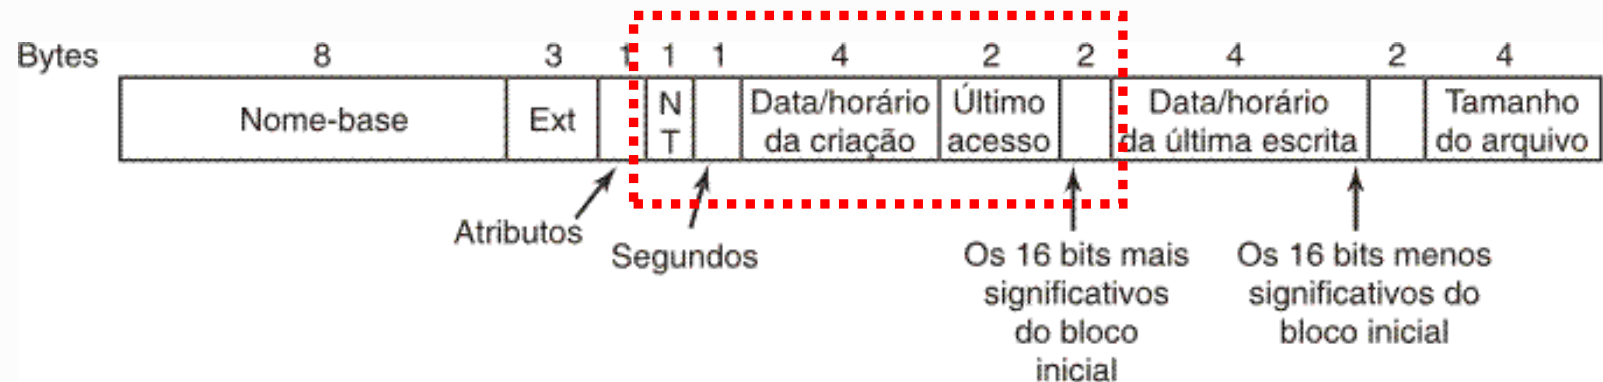 Bytes 8 3 1 1 1 4 2 2 4 2 4
Nome-base Ext N T Data/horário da criação Último acesso Data/horário da última escrita Tamanho do arquivo
Atributos
Segundos
Os 16 bits mais
significativos
do bloco
inicial
Os 16 bits menos
significativos do
bloco inicial